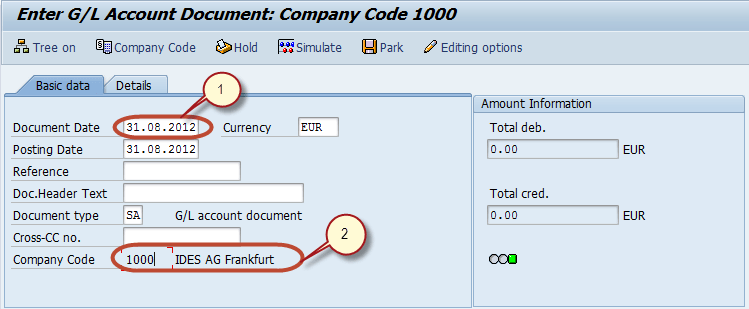 Enter G/L Account Document: Company Code 1000
Tree on Company Code Hold Simulate Park Editing options
Basic data Details 1
Document Date 31.08.2012 Currency EUR
Posting Date 31.08.2012
Reference
Doc.Header Text
Document type SA G/L account document
Cross-CC no.
Company Code 1000 IDES AG Frankfurt 2
Amount Information
Total deb.
0.00 EUR
Total cred.
0.00 EUR